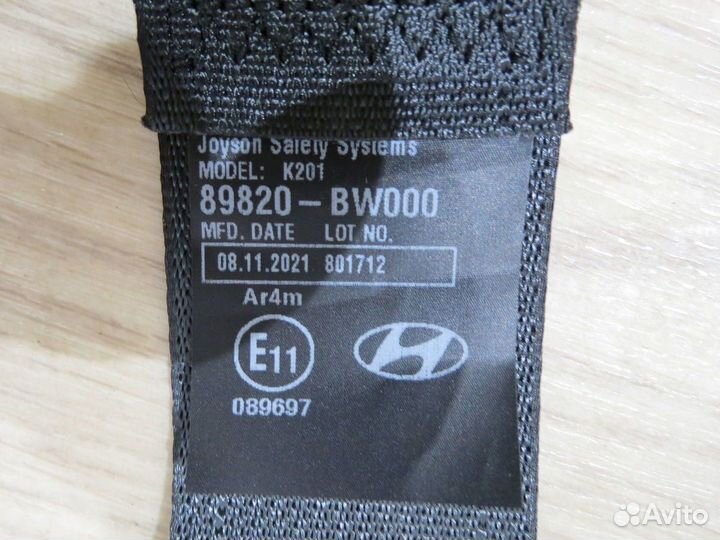 Joyson Safety Systems
MODEL: K201
89820-BW000
MFD. DATE LOT NO.
08.11.2021 801712
Ar4m
E11
089697
Avito